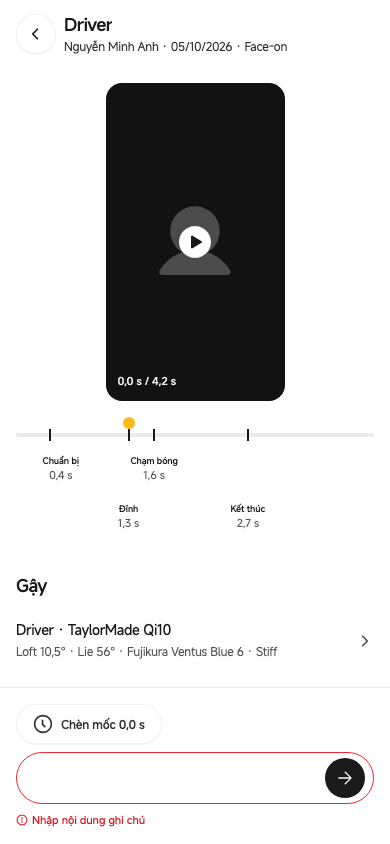 Driver
Nguyễn Minh Anh · 05/10/2026 · Face-on
0,0 s / 4,2 s
Chuẩn bị
0,4 s
Chạm bóng
1,6 s
Đỉnh
1,3 s
Kết thúc
2,7 s
Gậy
Driver · TaylorMade Qi10
Loft 10,5° · Lie 56° · Fujikura Ventus Blue 6 · Stiff
Chèn mốc 0,0 s
Nhập nội dung ghi chú